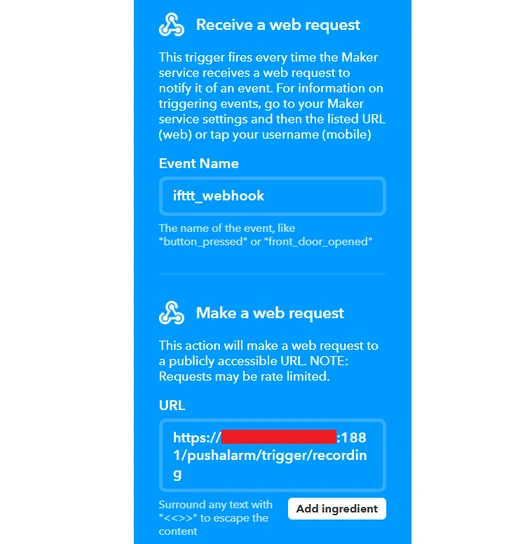 Receive a web request
This trigger fires every time the Maker
service receives a web request to
notify it of an event. For information on
triggering events, go to your Maker
service settings and then the listed URL
(web) or tap your username (mobile)
Event Name
ifttt_webhook
The name of the event, like
"button_pressed" or "front_door_opened"
Make a web request
This action will make a web request to
a publicly accessible URL. NOTE:
Requests may be rate limited.
URL
https:// :188
1/pushalarm/trigger/recordin
g
Surround any text with
"<<>>" to escape the
content
Add ingredient